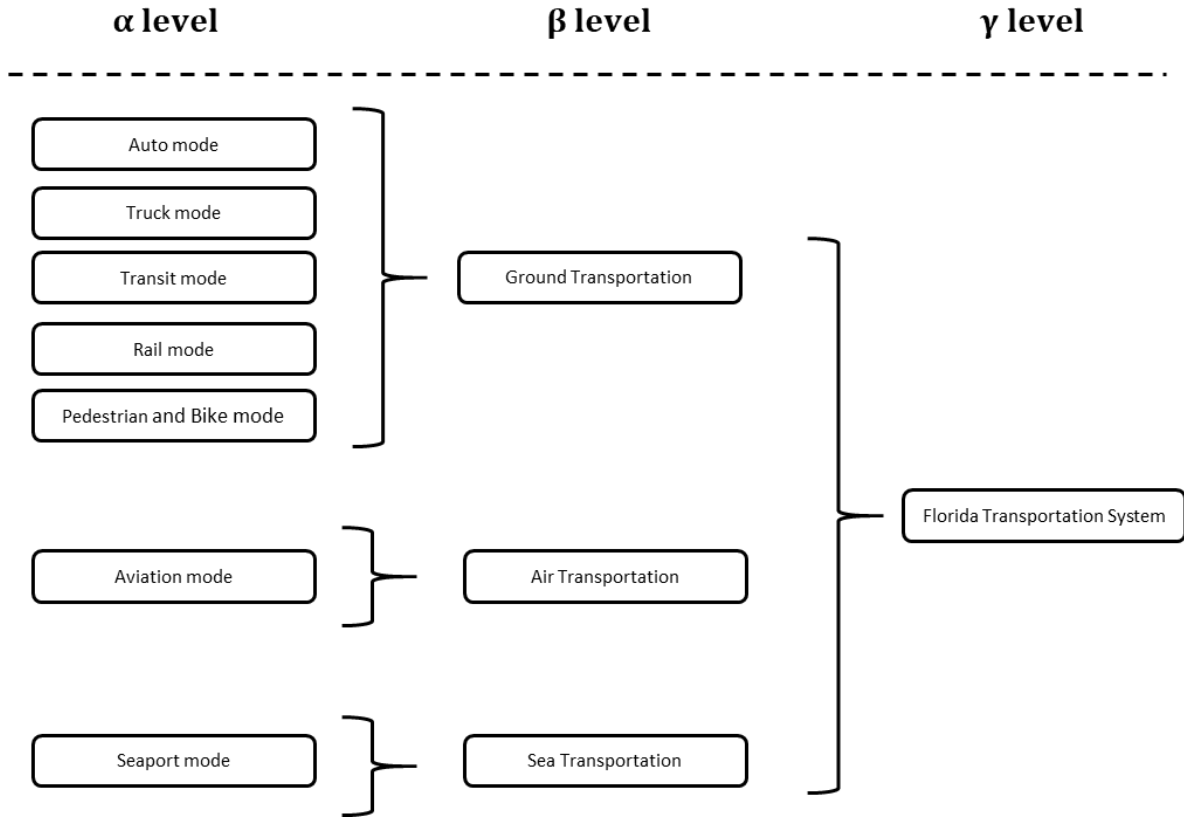 α level
β level
γ level
Auto mode
Truck mode
Transit mode
Rail mode
Pedestrian and Bike mode
Ground Transportation
Aviation mode
Air Transportation
Seaport mode
Sea Transportation
Florida Transportation System